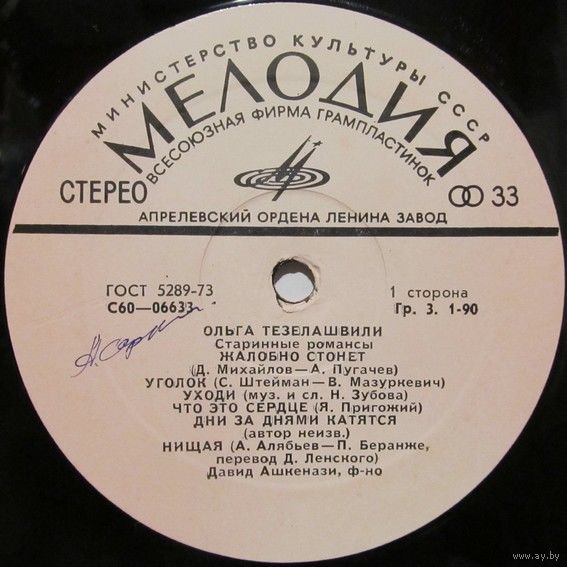 МИНИСТЕРСТВО КУЛЬТУРЫ СССР
МЕЛОДИЯ
ВСЕСОЮЗНАЯ ФИРМА ГРАМПЛАСТИНОК
СТЕРЕО
33
АПРЕЛЕВСКИЙ ОРДЕНА ЛЕНИНА ЗАВОД
ГОСТ 5289-73
1 сторона
С60—06633
Гр. 3. 1-90
ОЛЬГА ТЕЗЕЛАШВИЛИ
Старинные романсы
ЖАЛОБНО СТОНЕТ
(Д. Михайлов—А. Пугачев)
УГОЛОК (С. Штейман—В. Мазуркевич)
УХОДИ (муз. и сл. Н. Зубова)
ЧТО ЭТО СЕРДЦЕ (Я. Пригожий)
ДНИ ЗА ДНЯМИ КАТЯТСЯ
(автор неизв.)
НИЩАЯ (А. Алябьев—П. Беранже,
перевод Д. Ленского)
Давид Ашкенази, ф-но
www.ay.by